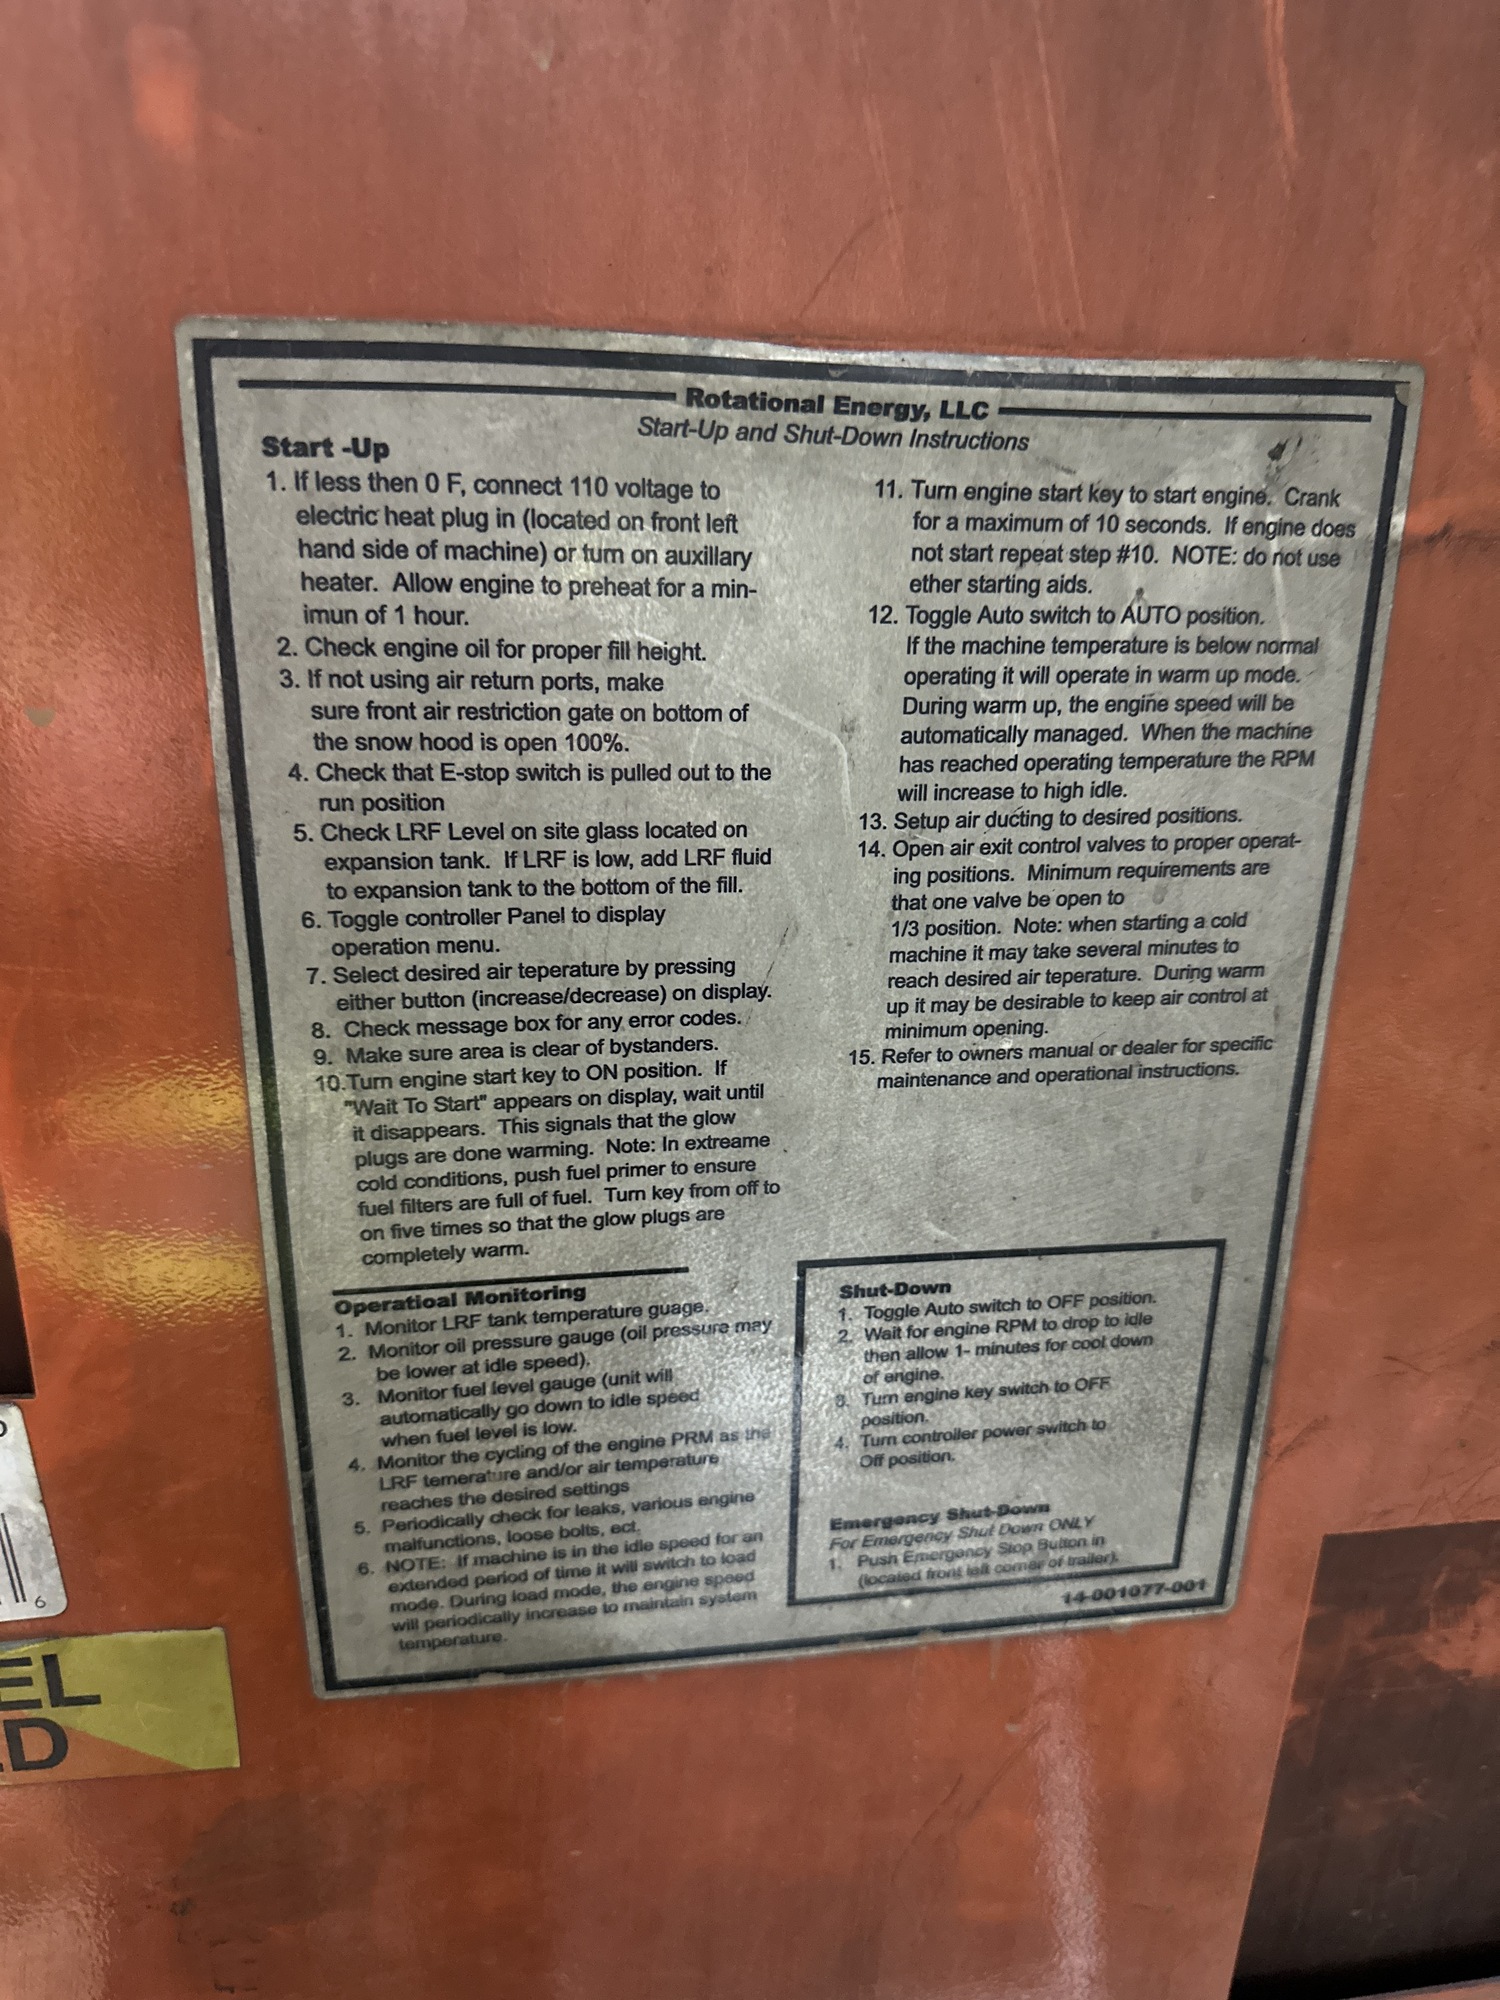 Rotational Energy, LLC
Start-Up and Shut-Down Instructions
Start -Up
1. If less then 0 F, connect 110 voltage to
electric heat plug in (located on front left
hand side of machine) or turn on auxillary
heater. Allow engine to preheat for a min-
imun of 1 hour.
2. Check engine oil for proper fill height.
3. If not using air return ports, make
sure front air restriction gate on bottom of
the snow hood is open 100%.
4. Check that E-stop switch is pulled out to the
run position
5. Check LRF Level on site glass located on
expansion tank. If LRF is low, add LRF fluid
to expansion tank to the bottom of the fill.
6. Toggle controller Panel to display
operation menu.
7. Select desired air teperature by pressing
either button (increase/decrease) on display.
8. Check message box for any error codes.
9. Make sure area is clear of bystanders.
10. Turn engine start key to ON position. If
"Wait To Start" appears on display, wait until
it disappears. This signals that the glow
plugs are done warming. Note: In extreame
cold conditions, push fuel primer to ensure
fuel filters are full of fuel. Turn key from off to
on five times so that the glow plugs are
completely warm.
11. Turn engine start key to start engine. Crank
for a maximum of 10 seconds. If engine does
not start repeat step #10. NOTE: do not use
ether starting aids.
12. Toggle Auto switch to AUTO position.
If the machine temperature is below normal
operating it will operate in warm up mode.
During warm up, the engine speed will be
automatically managed. When the machine
has reached operating temperature the RPM
will increase to high idle.
13. Setup air ducting to desired positions.
14. Open air exit control valves to proper operat-
ing positions. Minimum requirements are
that one valve be open to
1/3 position. Note: when starting a cold
machine it may take several minutes to
reach desired air teperature. During warm
up it may be desirable to keep air control at
minimum opening.
15. Refer to owners manual or dealer for specific
maintenance and operational instructions.
Operatioal Monitoring
1. Monitor LRF tank temperature guage.
2. Monitor oil pressure gauge (oil pressure may
be lower at idle speed).
3. Monitor fuel level gauge (unit will
automatically go down to idle speed
when fuel level is low.
4. Monitor the cycling of the engine PRM as the
LRF temerature and/or air temperature
reaches the desired settings
5. Periodically check for leaks, various engine
malfunctions, loose bolts, ect.
6. NOTE: If machine is in the idle speed for an
extended period of time it will switch to load
mode. During load mode, the engine speed
will periodically increase to maintain system
temperature.
Shut-Down
1. Toggle Auto switch to OFF position.
2. Wait for engine RPM to drop to idle
then allow 1- minutes for cool down
of engine.
3. Turn engine key switch to OFF
position.
4. Turn controller power switch to
Off position.
Emergency Shut-Down
For Emergency Shut Down ONLY
1. Push Emergency Stop Button in
(located front left corner of trailer).
14-001077-001
6
EL
D